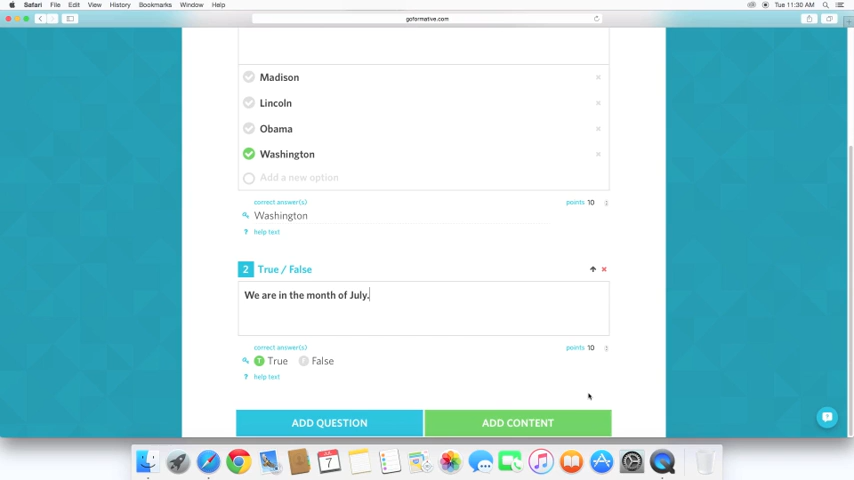 Safari File Edit View History Bookmarks Window Help Tue 11:30 AM
goformative.com
Madison
Lincoln
Obama
Washington
Add a new option
correct answer(s) points 10
Washington
? help text
2 True / False
We are in the month of July.
correct answer(s) points 10
T True F False
? help text
ADD QUESTION ADD CONTENT
7